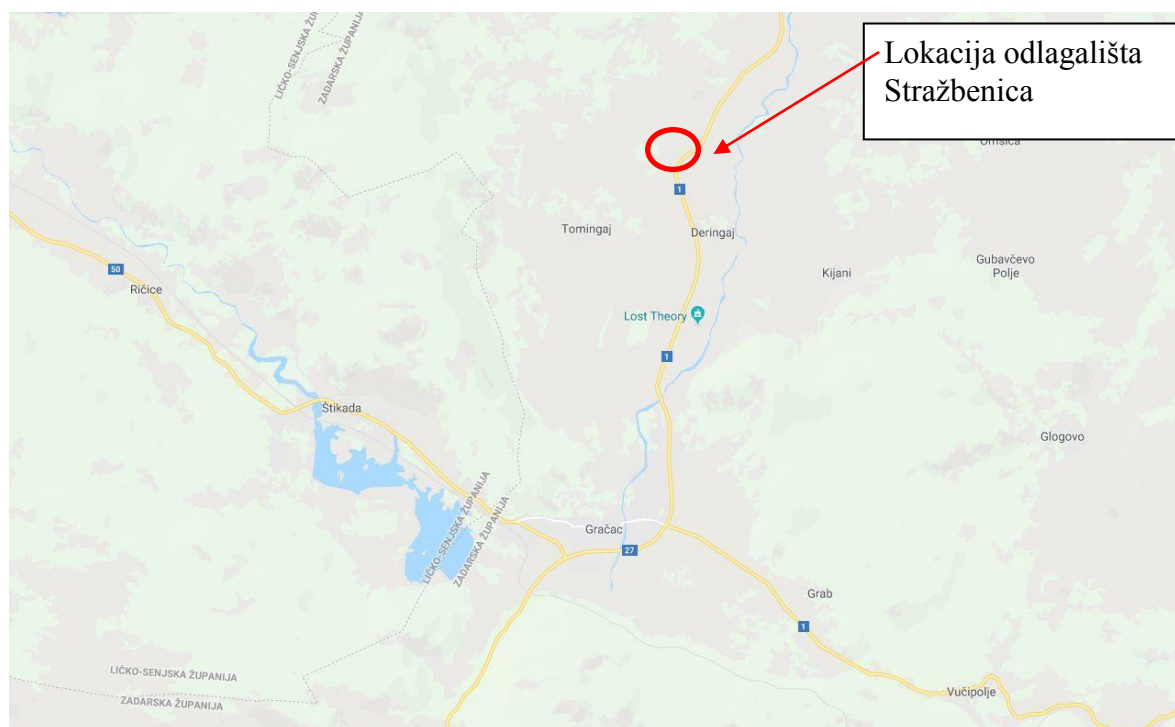 LIČKO-SENJSKA ŽUPANIJA
ZADARSKA ŽUPANIJA
Lokacija odlagališta
Stražbenica
1
Tomingaj
Deringaj
Kijani
Gubavčevo
Polje
50
Ričice
Lost Theory
1
Štikada
Glogovo
LIČKO-SENJSKA ŽUPANIJA
ZADARSKA ŽUPANIJA
Gračac
27
Grab
1
LIČKO-SENJSKA ŽUPANIJA
ZADARSKA ŽUPANIJA
Vučipolje